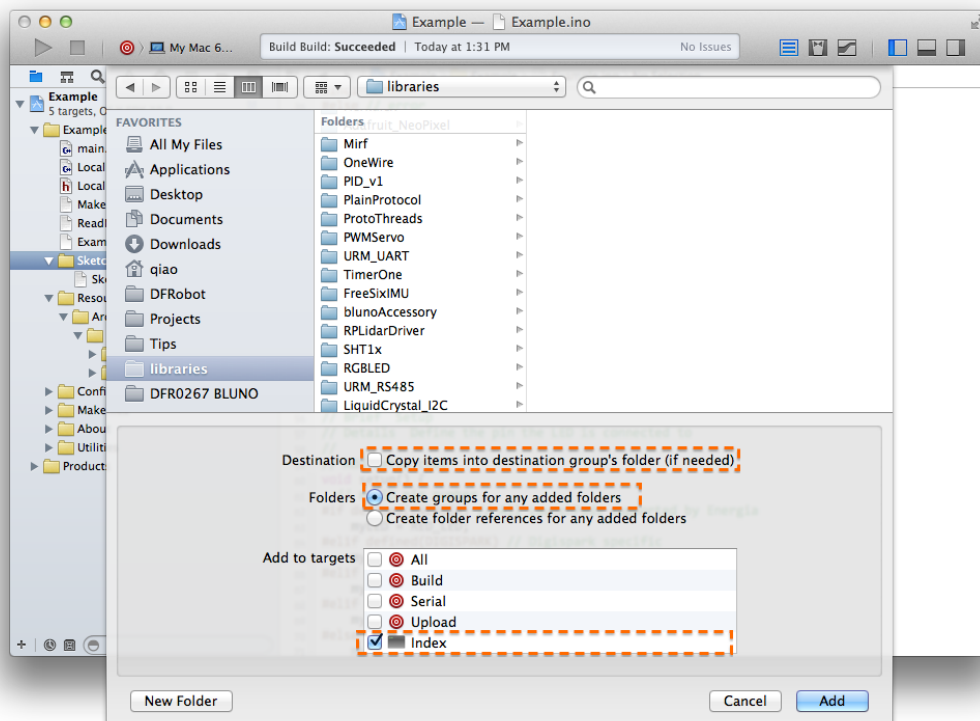 Example — Example.ino
My Mac 6...
Build Build: Succeeded | Today at 1:31 PM
No Issues
libraries
Example
5 targets, O
Example
main.
Local
Local
Make
Readl
Exam
Sketc
Ske
Resou
Ar
Confi
Make
Abou
Utiliti
Product
FAVORITES
All My Files
Applications
Desktop
Documents
Downloads
qiao
DFRobot
Projects
Tips
libraries
DFR0267 BLUNO
Folders
Adafruit_NeoPixel
Mirf
OneWire
PID_v1
PlainProtocol
ProtoThreads
PWMServo
URM_UART
TimerOne
FreeSixIMU
blunoAccessory
RPLidarDriver
SHT1x
RGBLED
URM_RS485
LiquidCrystal_I2C
Destination
Copy items into destination group's folder (if needed)
Folders
Create groups for any added folders
Create folder references for any added folders
Add to targets
All
Build
Serial
Upload
Index
New Folder
Cancel
Add